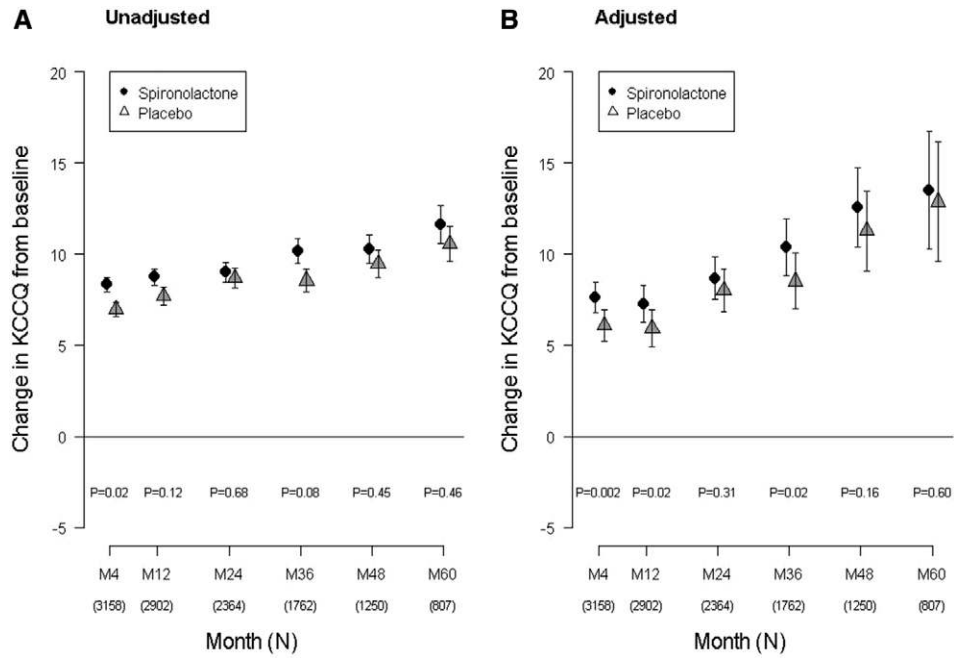 A Unadjusted
Change in KCCQ from baseline
20
15
10
5
0
-5
Spironolactone
Placebo
P=0.02 P=0.12 P=0.68 P=0.08 P=0.45 P=0.46
M4 M12 M24 M36 M48 M60
(3158) (2902) (2364) (1762) (1250) (807)
Month (N)
B Adjusted
Change in KCCQ from baseline
20
15
10
5
0
-5
Spironolactone
Placebo
P=0.002 P=0.02 P=0.31 P=0.02 P=0.16 P=0.60
M4 M12 M24 M36 M48 M60
(3158) (2902) (2364) (1762) (1250) (807)
Month (N)